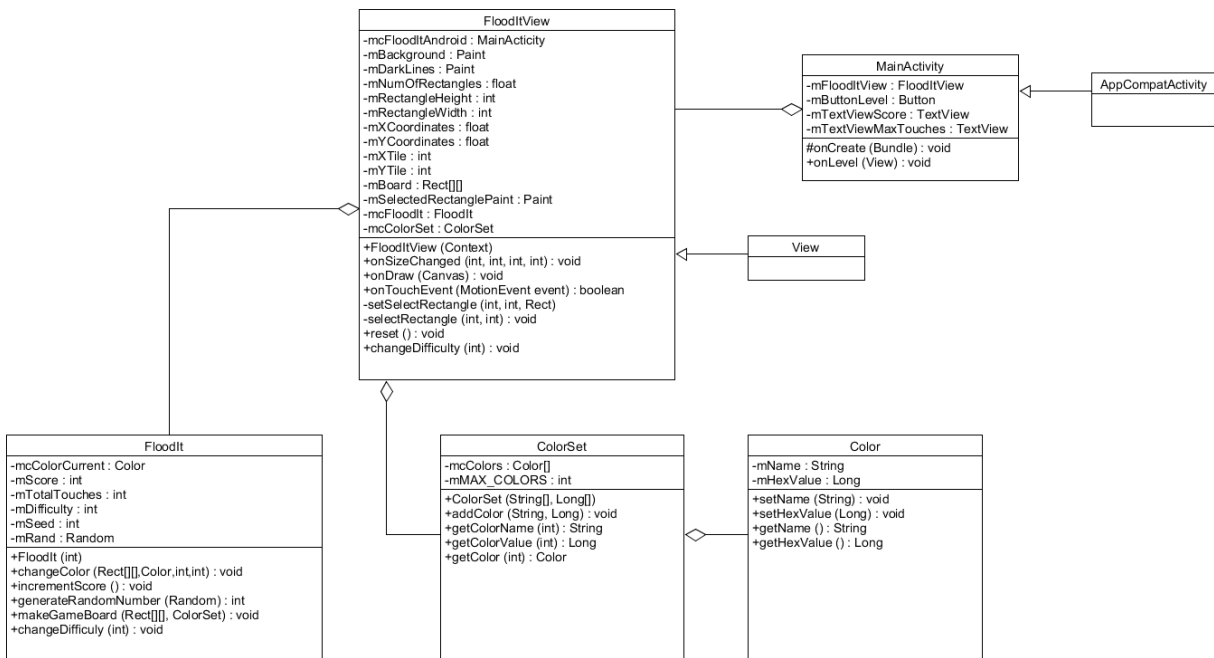 FloodItView
-mcFloodItAndroid : MainActicity
-mBackground : Paint
-mDarkLines : Paint
-mNumOfRectangles : float
-mRectangleHeight : int
-mRectangleWidth : int
-mXCoordinates : float
-mYCoordinates : float
-mXTile : int
-mYTile : int
-mBoard : Rect[][]
-mSelectedRectanglePaint : Paint
-mcFloodIt : FloodIt
-mcColorSet : ColorSet
+FloodItView (Context)
+onSizeChanged (int, int, int, int) : void
+onDraw (Canvas) : void
+onTouchEvent (MotionEvent event) : boolean
-setSelectRectangle (int, int, Rect)
-selectRectangle (int, int) : void
+reset () : void
+changeDifficulty (int) : void
MainActivity
-mFloodItView : FloodItView
-mButtonLevel : Button
-mTextViewScore : TextView
-mTextViewMaxTouches : TextView
#onCreate (Bundle) : void
+onLevel (View) : void
AppCompatActivity
View
FloodIt
-mcColorCurrent : Color
-mScore : int
-mTotalTouches : int
-mDifficulty : int
-mSeed : int
-mRand : Random
+FloodIt (int)
+changeColor (Rect[][],Color,int,int) : void
+incrementScore () : void
+generateRandomNumber (Random) : int
+makeGameBoard (Rect[][], ColorSet) : void
+changeDifficuly (int) : void
ColorSet
-mcColors : Color[]
-mMAX_COLORS : int
+ColorSet (String[], Long[])
+addColor (String, Long) : void
+getColorName (int) : String
+getColorValue (int) : Long
+getColor (int) : Color
Color
-mName : String
-mHexValue : Long
+setName (String) : void
+setHexValue (Long) : void
+getName () : String
+getHexValue () : Long